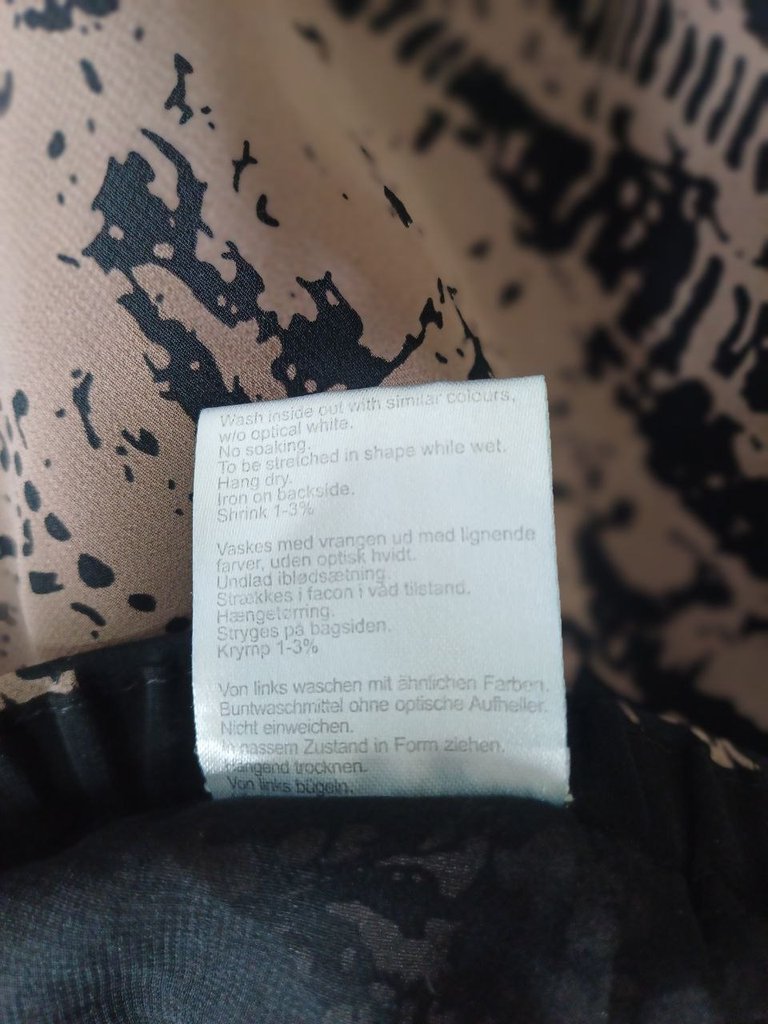 Wash inside out with similar colours,
w/o optical white.
No soaking.
To be stretched in shape while wet.
Hang dry.
Iron on backside.
Shrink 1-3%
Vaskes med vrangen ud med lignende
farver, uden optisk hvidt.
Undlad iblødsætning.
Strækkes i facon i våd tilstand.
Hængetørring.
Stryges på bagsiden.
Krymp 1-3%
Von links waschen mit ähnlichen Farben.
Buntwaschmittel ohne optische Aufheller.
Nicht einweichen.
In nassem Zustand in Form ziehen.
Hängend trocknen.
Von links bügeln.